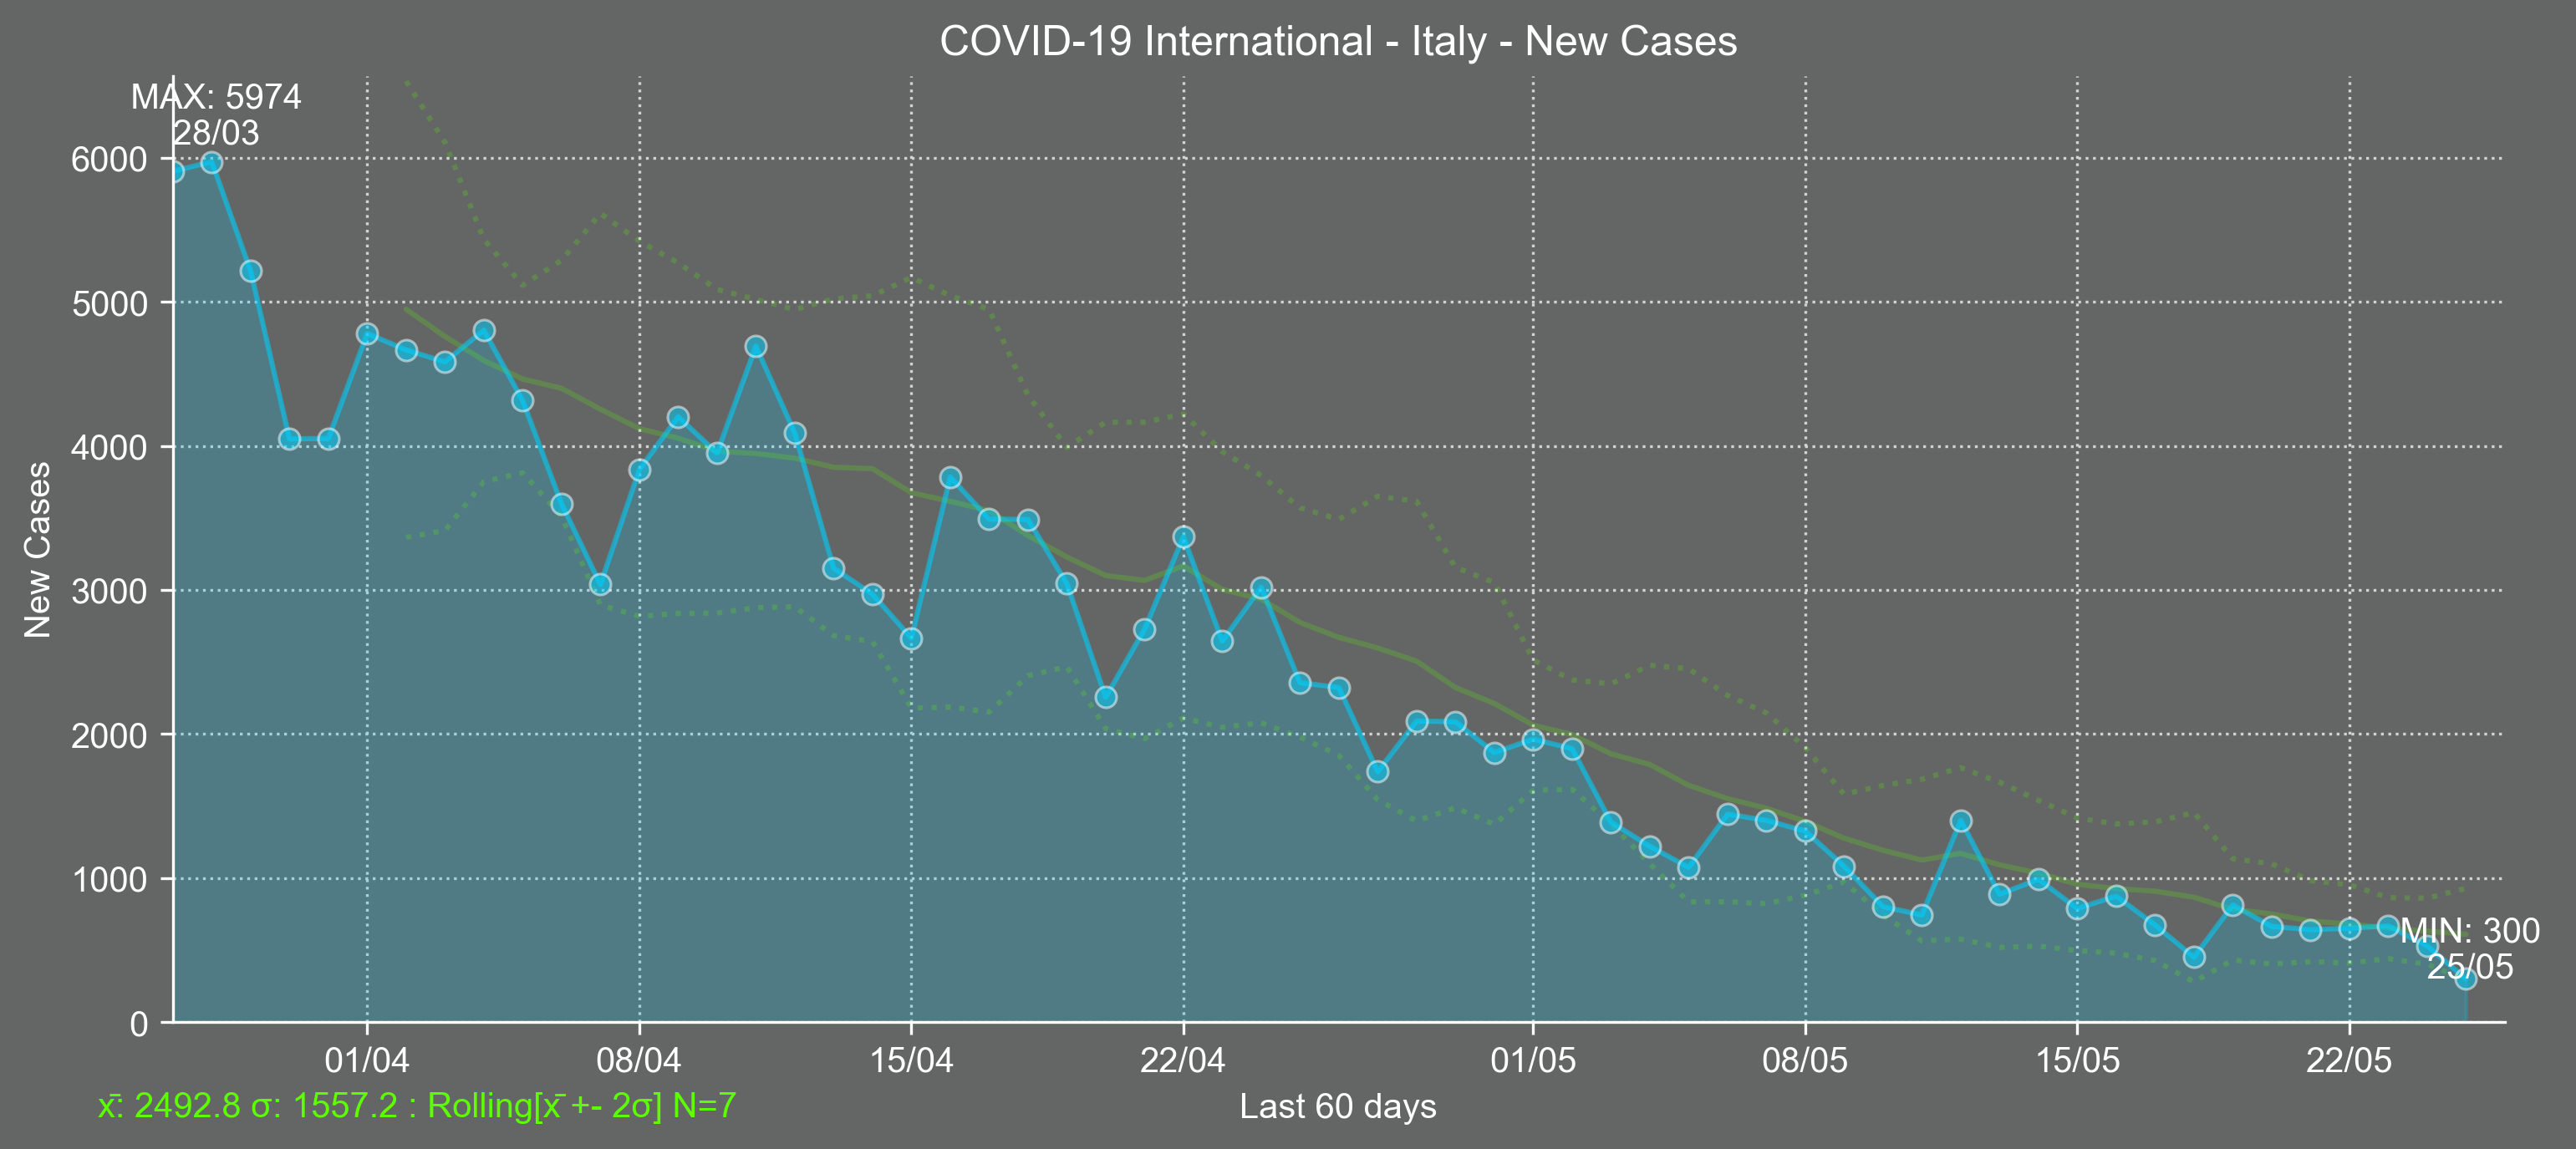 COVID-19 International - Italy - New Cases
MAX: 5974
28/03
6000
5000
4000
3000
2000
1000
0
New Cases
MIN: 300
25/05
01/04
08/04
15/04
22/04
01/05
08/05
15/05
22/05
x̄: 2492.8 σ: 1557.2 : Rolling[x̄ +- 2σ] N=7
Last 60 days